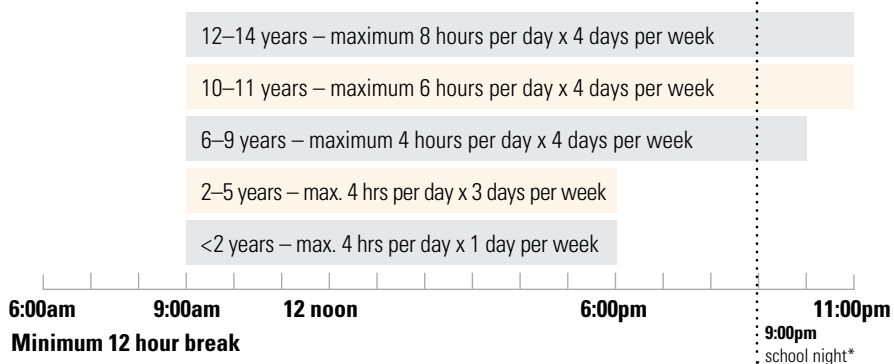 12–14 years – maximum 8 hours per day x 4 days per week
10–11 years – maximum 6 hours per day x 4 days per week
6–9 years – maximum 4 hours per day x 4 days per week
2–5 years – max. 4 hrs per day x 3 days per week
<2 years – max. 4 hrs per day x 1 day per week
6:00am 9:00am 12 noon 6:00pm 11:00pm
Minimum 12 hour break
9:00pm
school night*